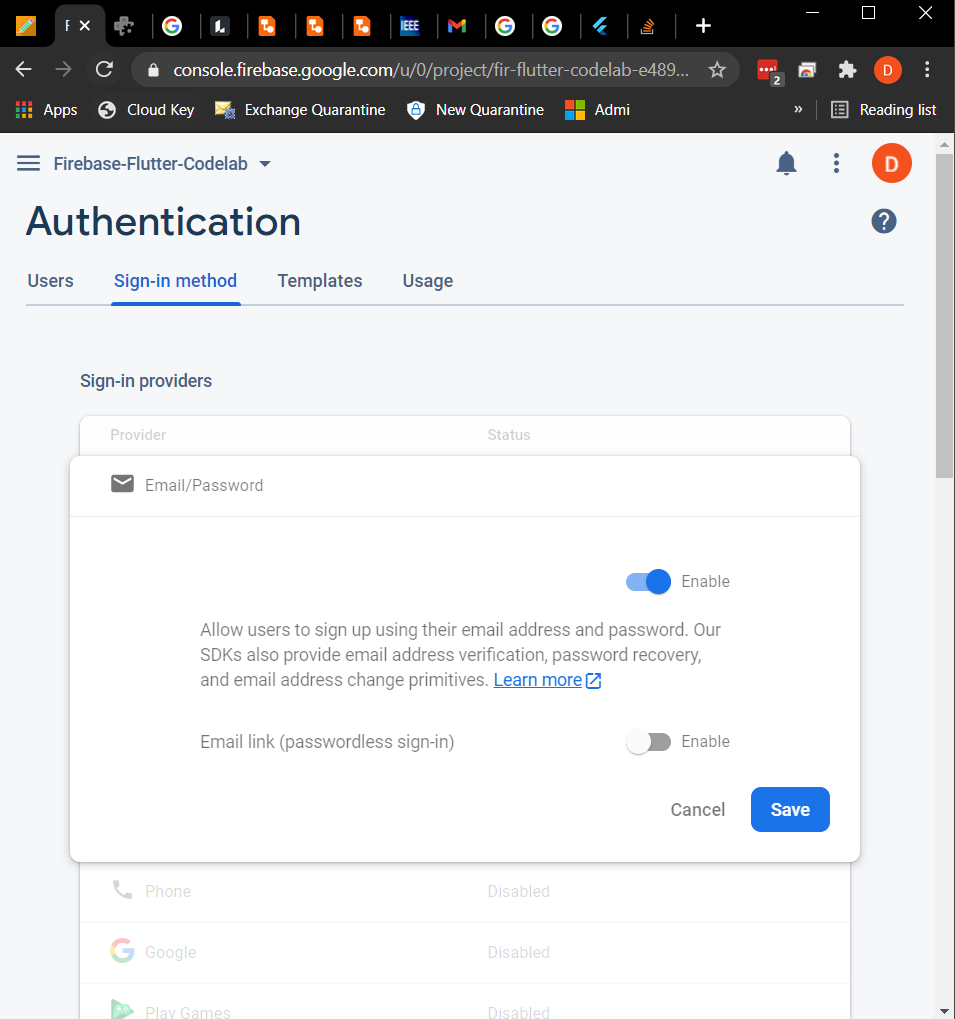 F
IEEE
console.firebase.google.com/u/0/project/fir-flutter-codelab-e489...
2
D
Apps
Cloud Key
Exchange Quarantine
New Quarantine
Admi
»
Reading list
Firebase-Flutter-Codelab
D
Authentication
?
Users
Sign-in method
Templates
Usage
Sign-in providers
Provider
Status
Email/Password
Enable
Allow users to sign up using their email address and password. Our
SDKs also provide email address verification, password recovery,
and email address change primitives. Learn more
Email link (passwordless sign-in)
Enable
Cancel
Save
Phone
Disabled
Google
Disabled
Play Games
Disabled